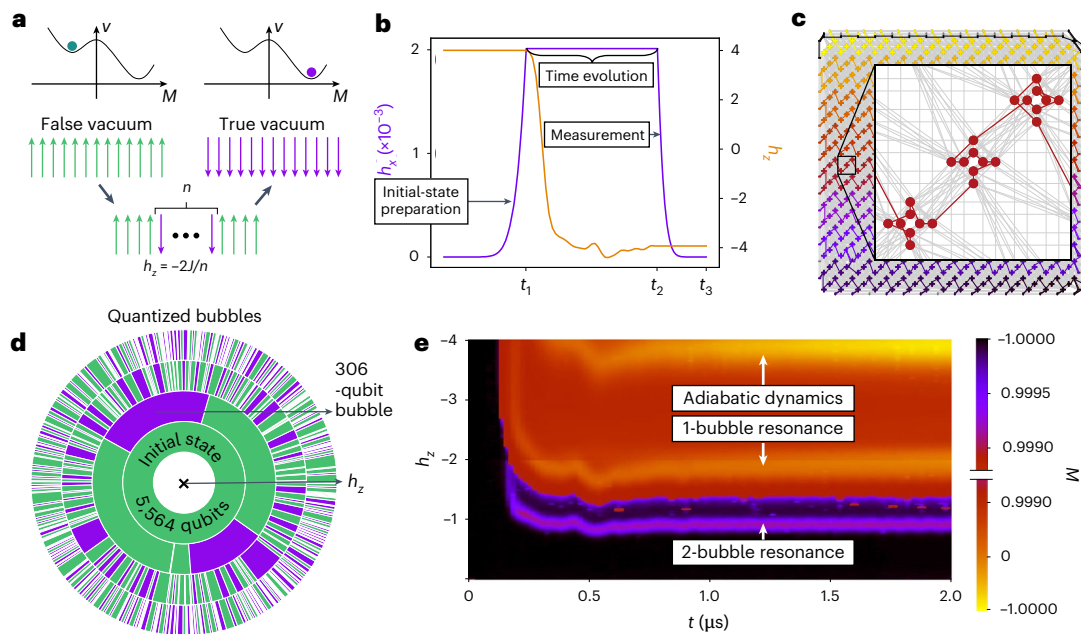 a
V
V
M
M
False vacuum
True vacuum
n
h_z = −2J/n
b
2
1
0
h_x (×10⁻³)
4
2
0
−2
−4
h_z
Time evolution
Measurement
Initial-state
preparation
t₁
t₂
t₃
c
d
Quantized bubbles
306
-qubit
bubble
Initial state
5,564 qubits
h_z
e
−4
−3
−2
−1
h_z
Adiabatic dynamics
1-bubble resonance
2-bubble resonance
0
0.5
1.0
1.5
2.0
t (μs)
−1.0000
0.9995
0.9990
0.9990
0
−1.0000
M